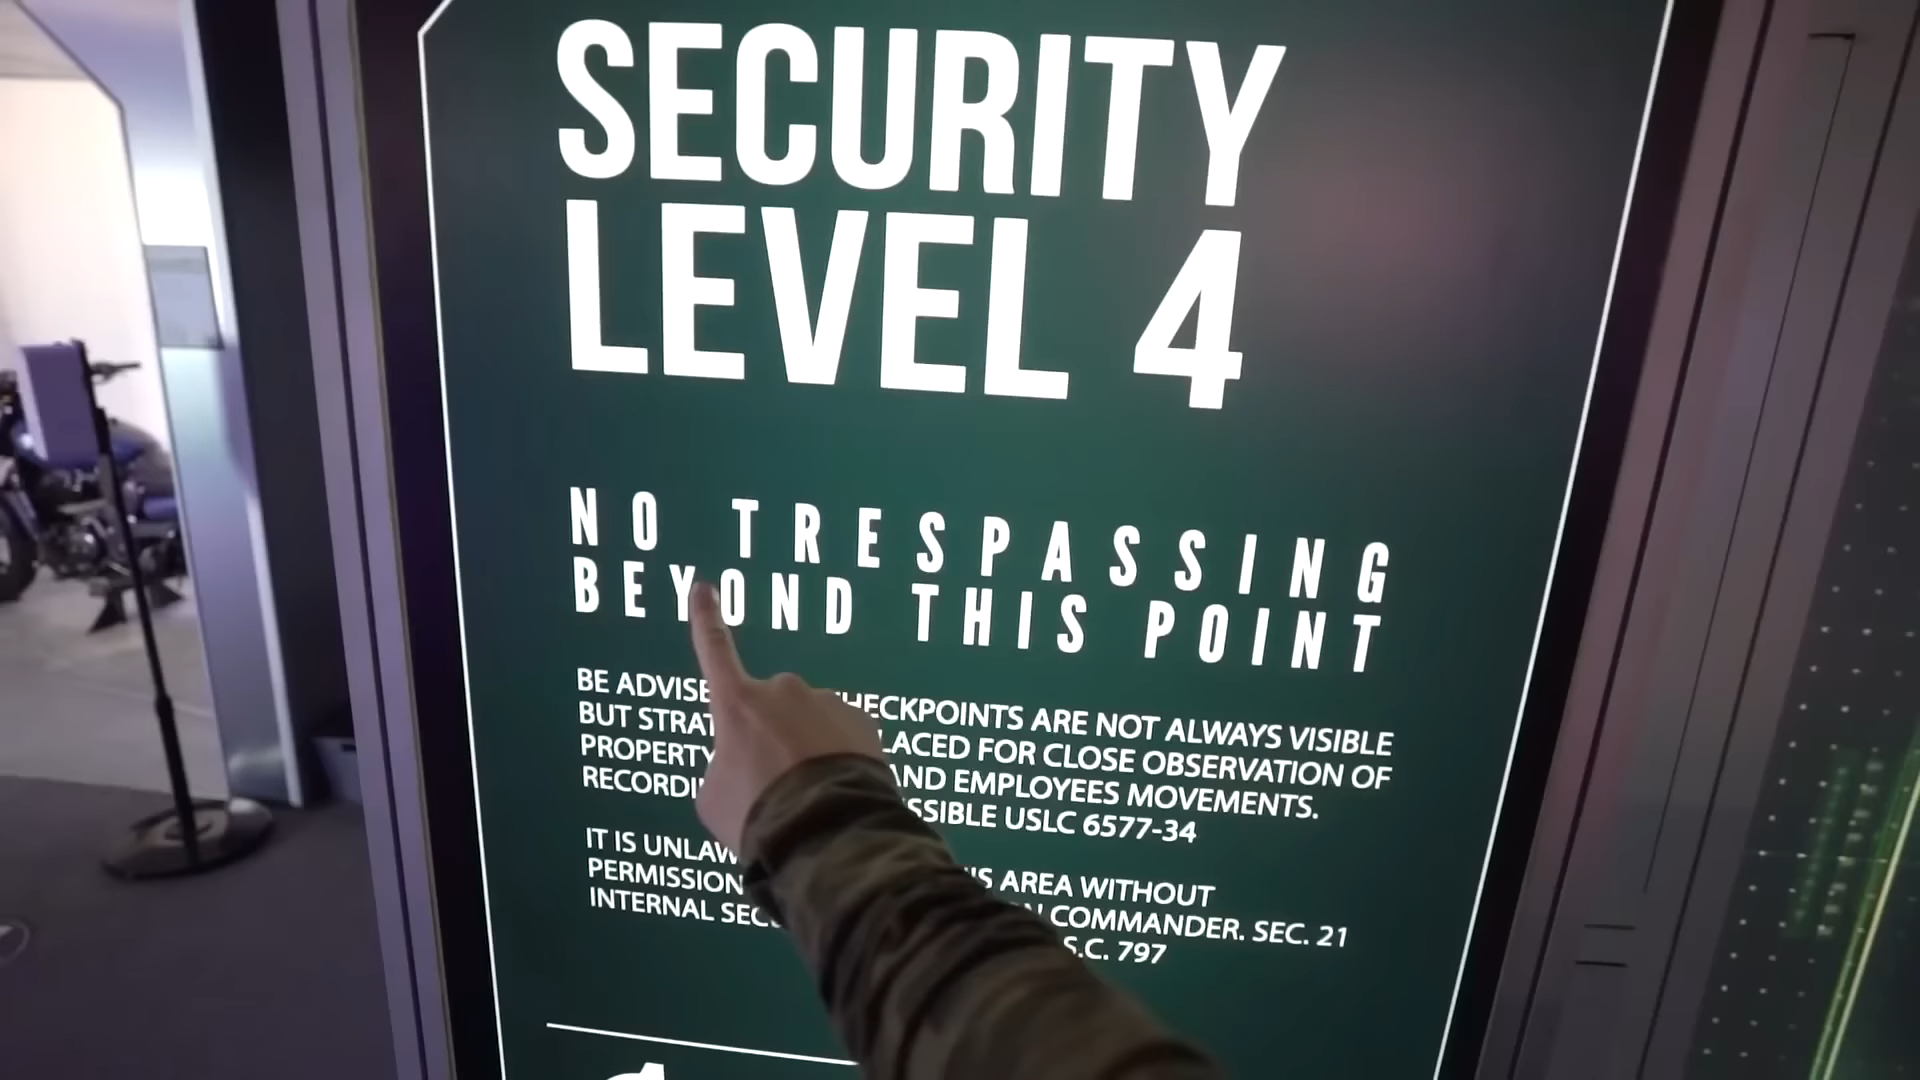 SECURITY
LEVEL 4
NO TRESPASSING
BEYOND THIS POINT
BE ADVISE HECKPOINTS ARE NOT ALWAYS VISIBLE
BUT STRAT LACED FOR CLOSE OBSERVATION OF
PROPERTY AND EMPLOYEES MOVEMENTS.
RECORDI SSIBLE USLC 6577-34
IT IS UNLAW IS AREA WITHOUT
PERMISSION N COMMANDER. SEC. 21
INTERNAL SEC S.C. 797